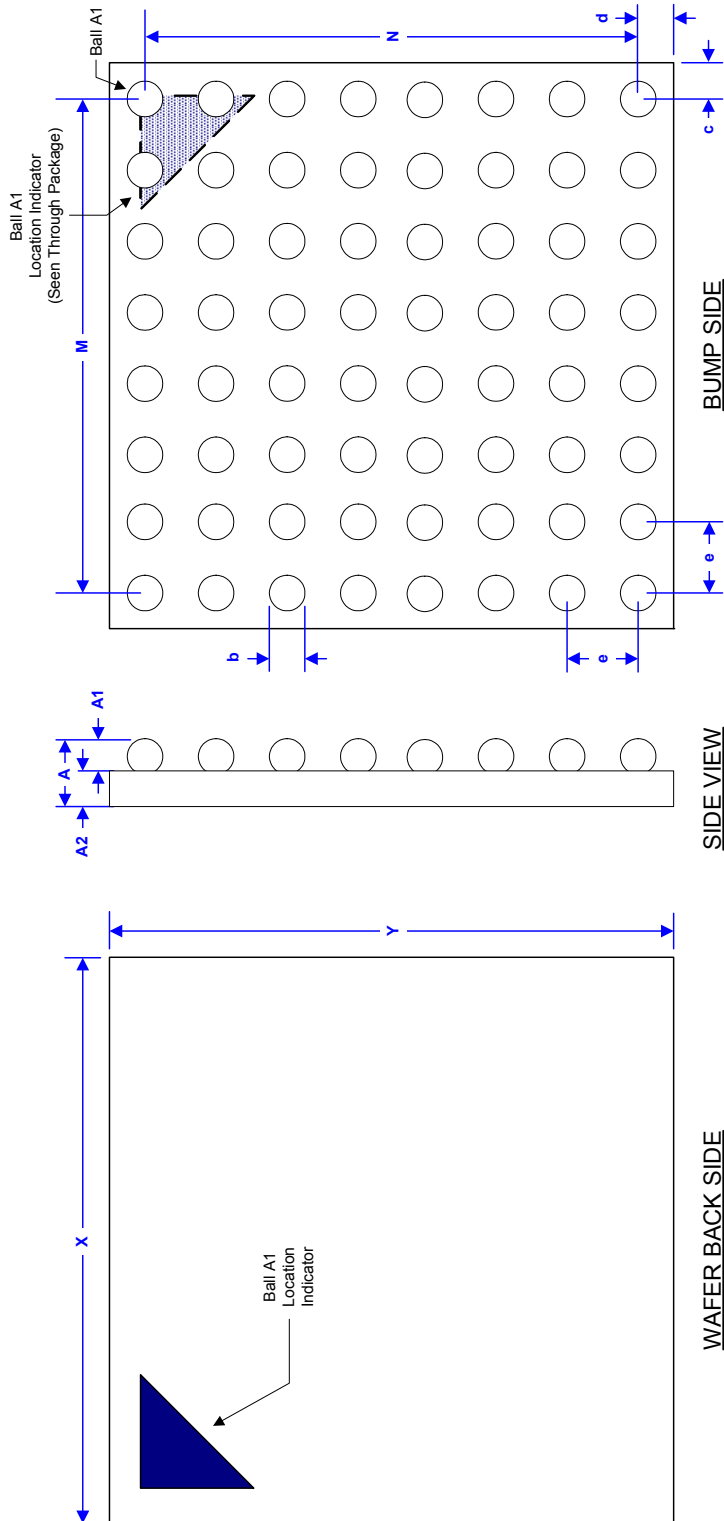 Ball A1
Location Indicator
(Seen Through Package)
Ball A1
M
N
d
c
e
e
b
BUMP SIDE
A1
A
A2
SIDE VIEW
X
Y
Ball A1
Location
Indicator
WAFER BACK SIDE